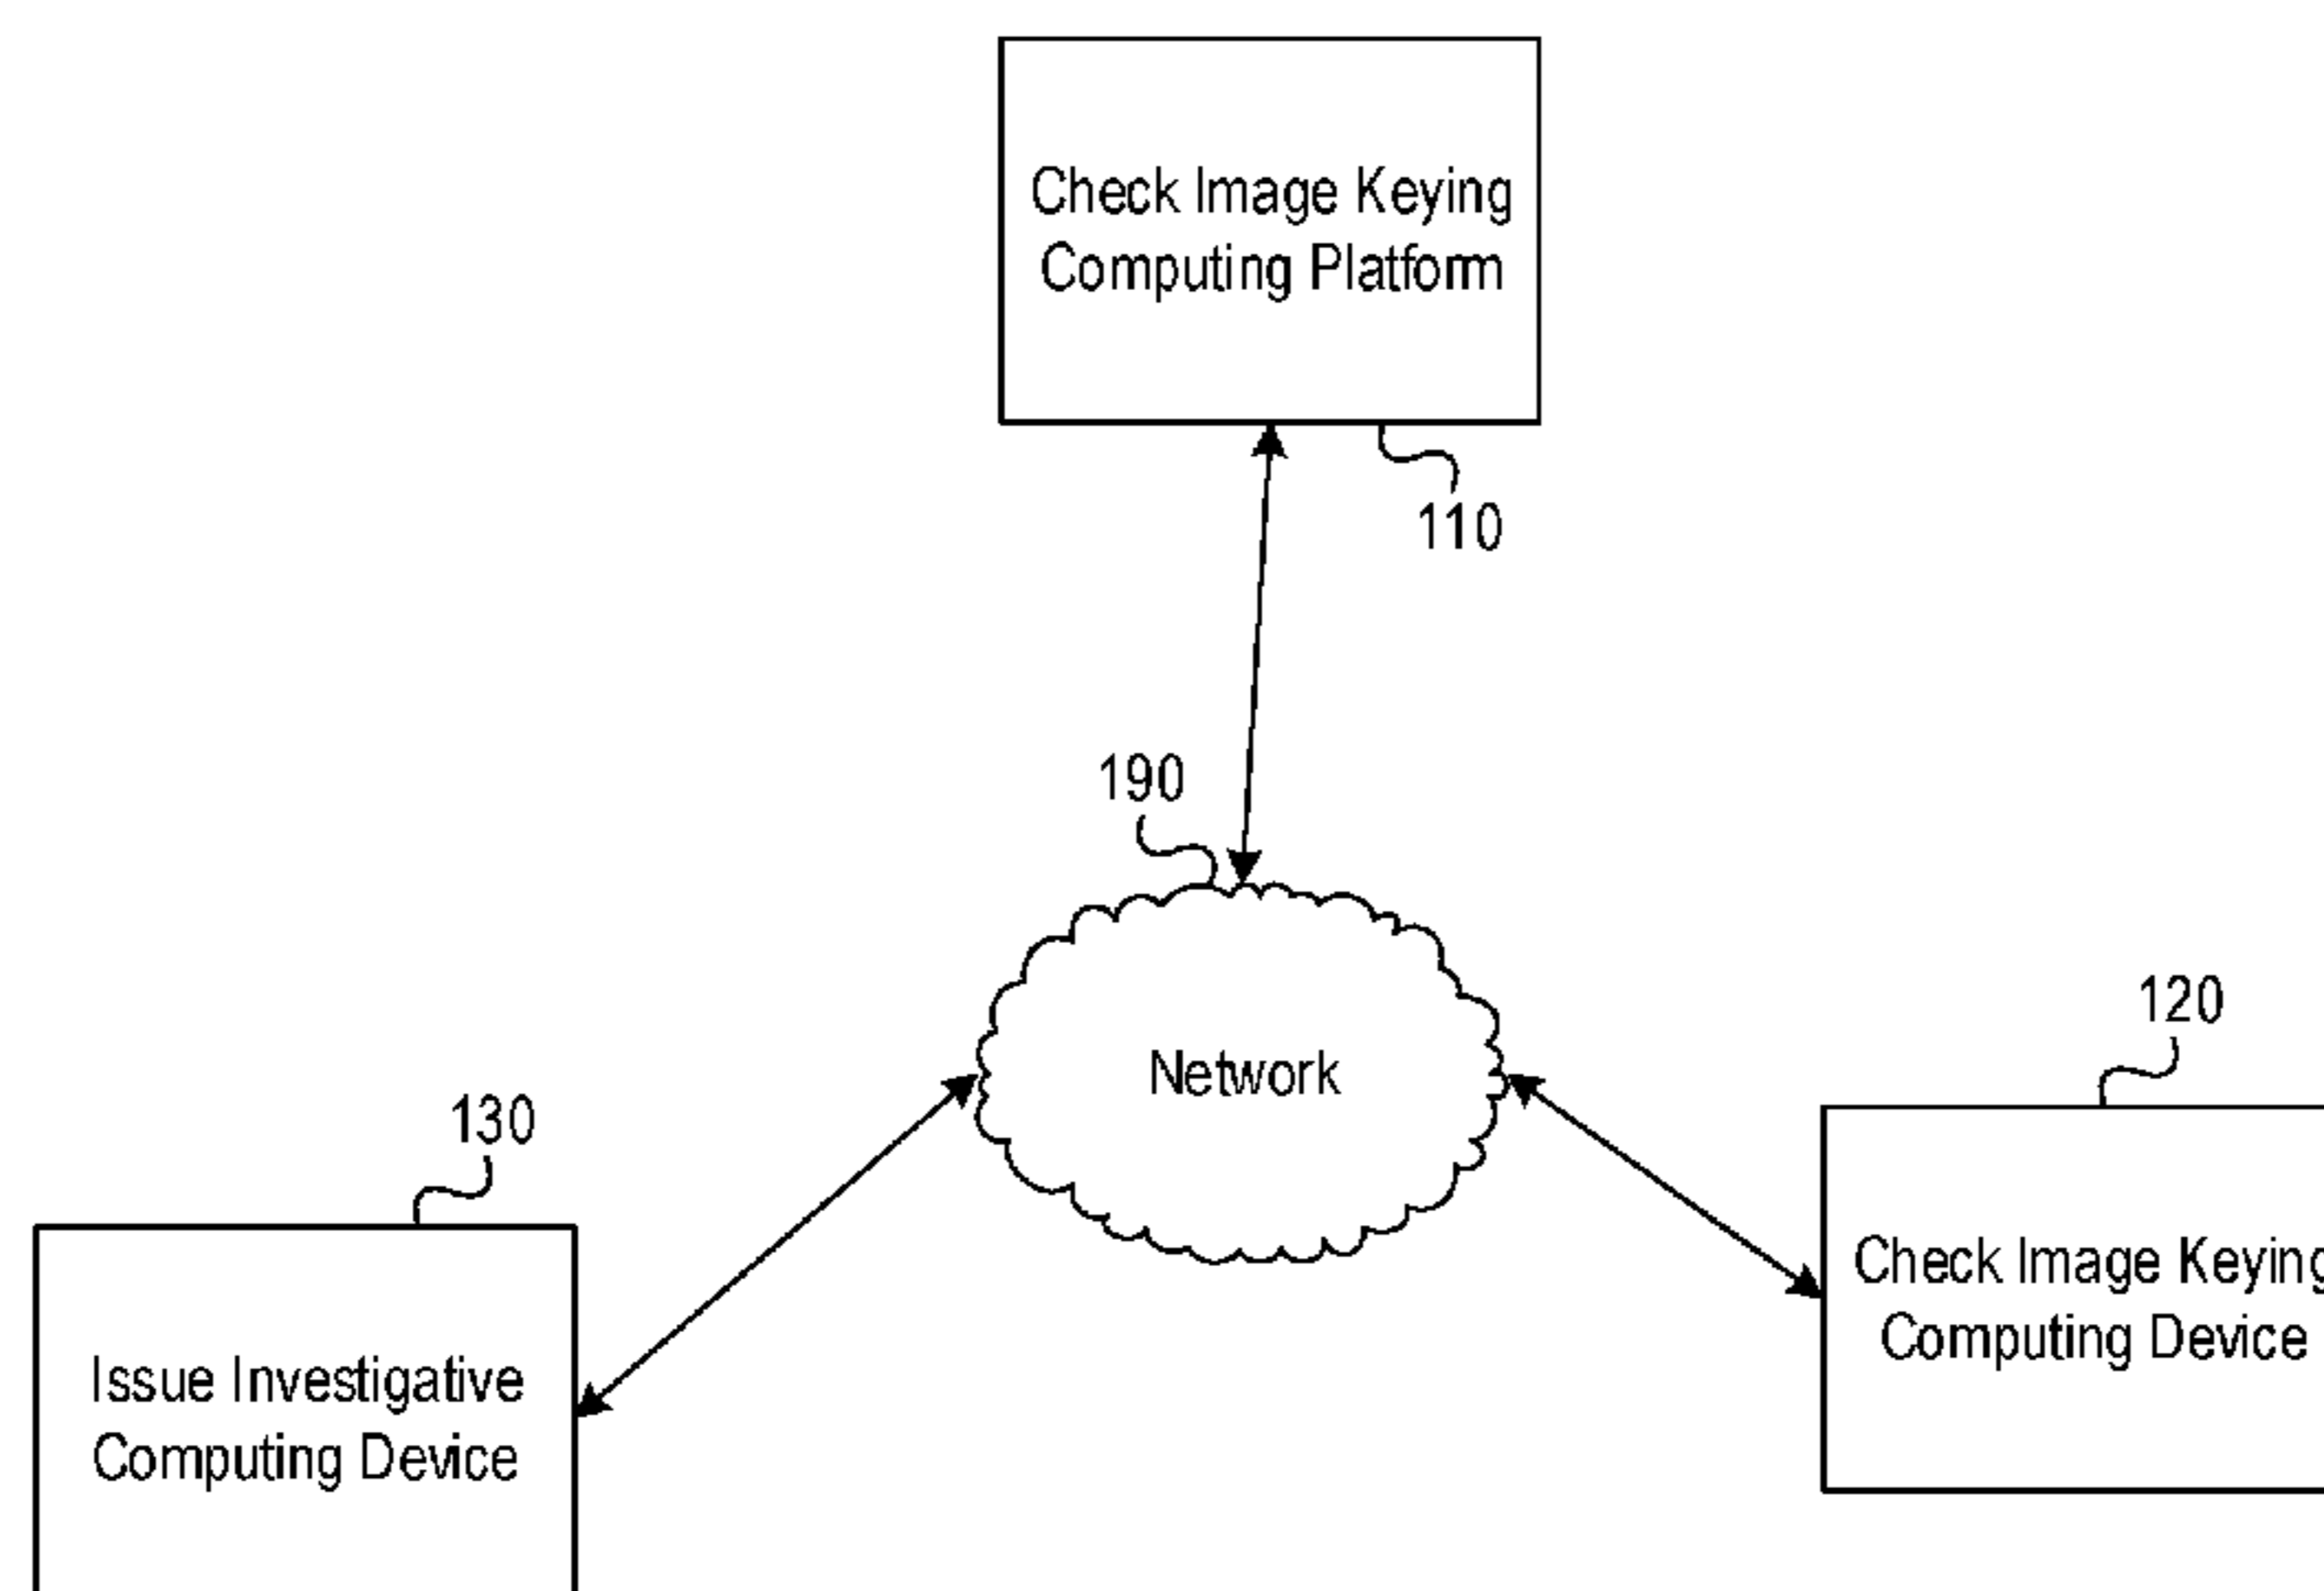 Check Image Keying
Computing Platform
110
190
Network
120
130
Check Image Keying
Computing Device
Issue Investigative
Computing Device